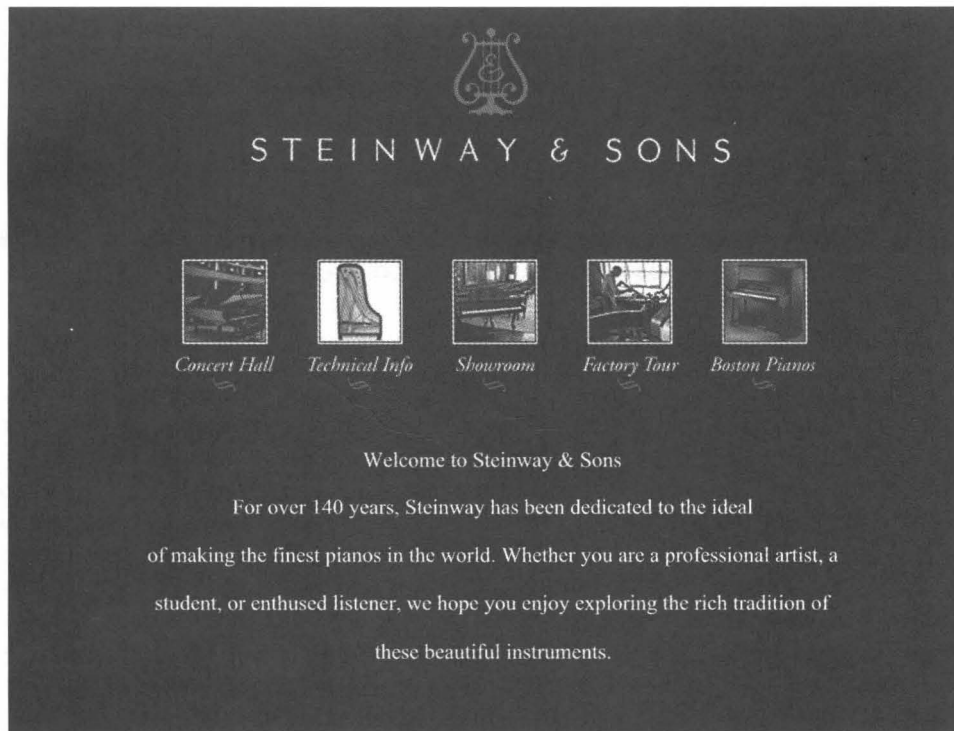 &
STEINWAY & SONS
Concert Hall Technical Info Showroom Factory Tour Boston Pianos
Welcome to Steinway & Sons
For over 140 years, Steinway has been dedicated to the ideal
of making the finest pianos in the world. Whether you are a professional artist, a
student, or enthused listener, we hope you enjoy exploring the rich tradition of
these beautiful instruments.